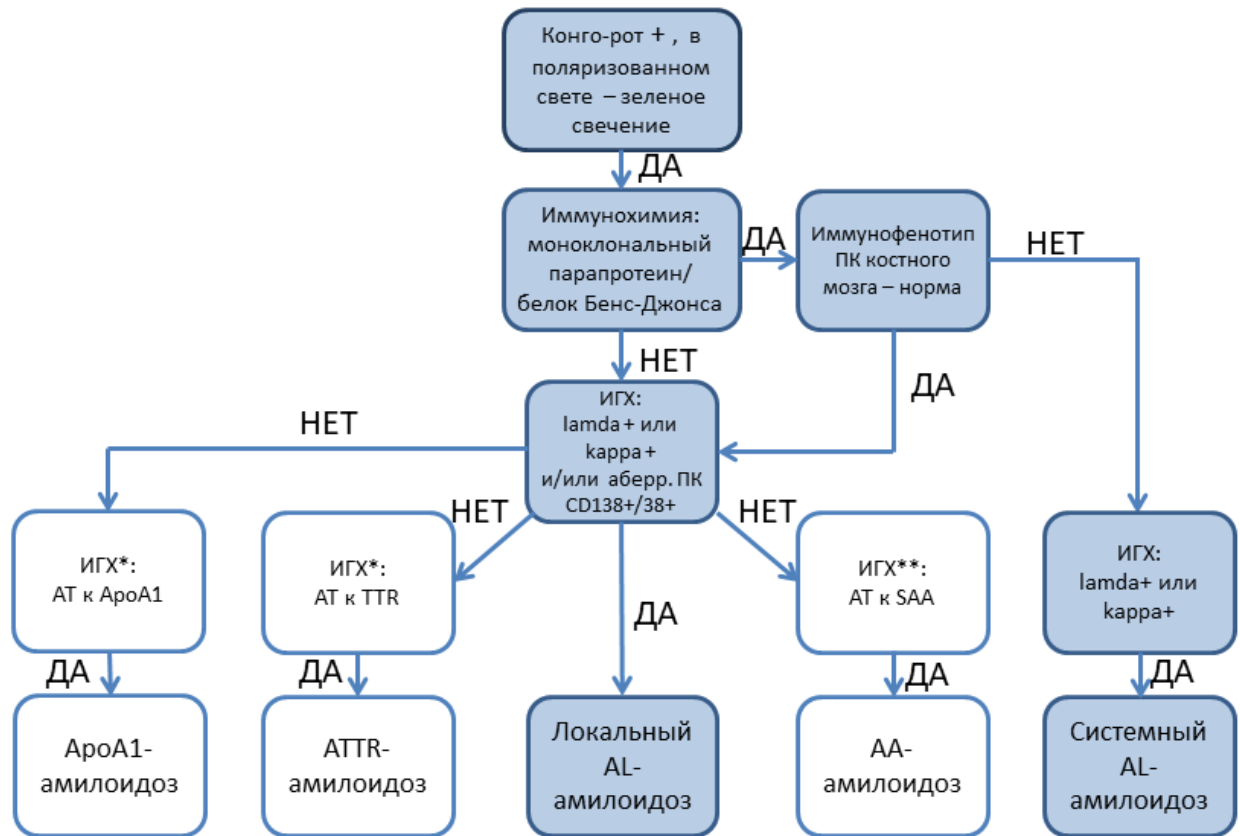 Конго-рот + , в
поляризованном
свете – зеленое
свечение
ДА
Иммунохимия:
моноклональный
парапротеин/
белок Бенс-Джонса
ДА
Иммунофенотип
ПК костного
мозга – норма
НЕТ
НЕТ
ДА
ИГХ:
lamda+ или
kappa+
и/или аберр. ПК
CD138+/38+
НЕТ
НЕТ
НЕТ
ДА
ИГХ*:
АТ к ApoA1
ИГХ*:
АТ к TTR
ИГХ**:
АТ к SAA
ИГХ:
lamda+ или
kappa+
ДА
ДА
ДА
ДА
ApoA1-
амилоидоз
ATTR-
амилоидоз
Локальный
AL-
амилоидоз
AA-
амилоидоз
Системный
AL-
амилоидоз